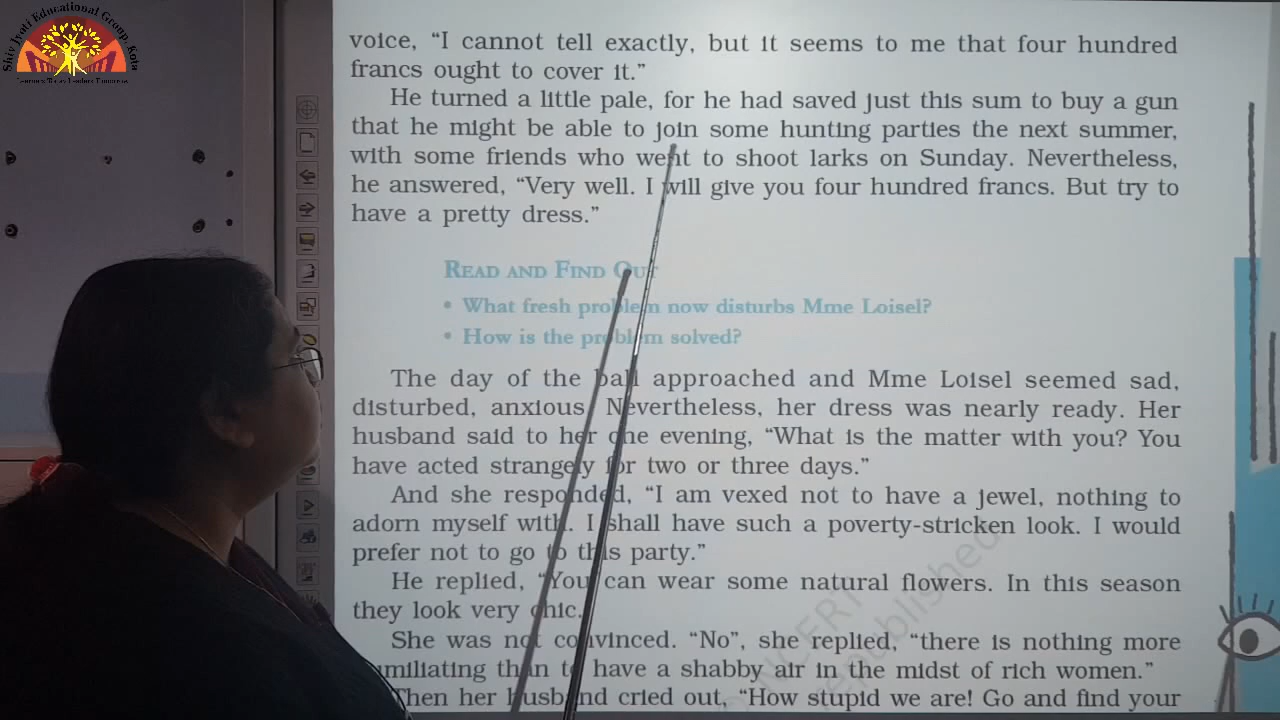 Shiv Jyoti Educational Group, Kota
voice, “I cannot tell exactly, but it seems to me that four hundred
francs ought to cover it.”
He turned a little pale, for he had saved just this sum to buy a gun
that he might be able to join some hunting parties the next summer,
with some friends who went to shoot larks on Sunday. Nevertheless,
he answered, “Very well. I will give you four hundred francs. But try to
have a pretty dress.”
READ AND FIND OUT
• What fresh problem now disturbs Mme Loisel?
• How is the problem solved?
The day of the ball approached and Mme Loisel seemed sad,
disturbed, anxious. Nevertheless, her dress was nearly ready. Her
husband said to her one evening, “What is the matter with you? You
have acted strangely for two or three days.”
And she responded, “I am vexed not to have a jewel, nothing to
adorn myself with. I shall have such a poverty-stricken look. I would
prefer not to go to this party.”
He replied, “You can wear some natural flowers. In this season
they look very chic.
She was not convinced. “No”, she replied, “there is nothing more
miliating than to have a shabby air in the midst of rich women.”
Then her husband cried out, “How stupid we are! Go and find your
© NCERT
republished